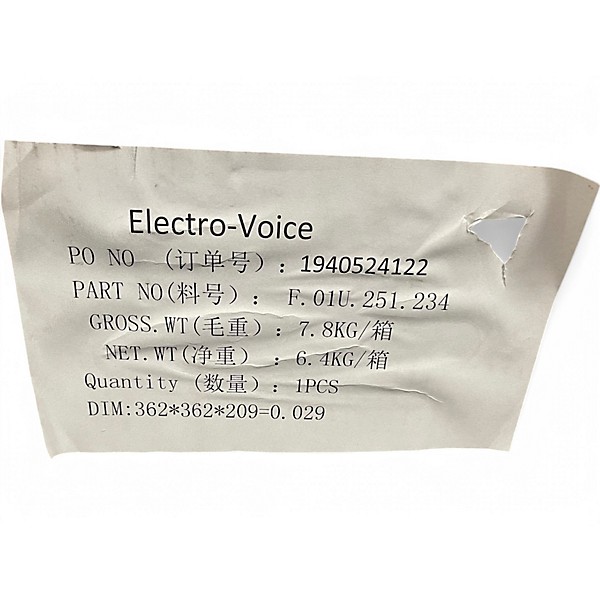 Electro-Voice
PO NO （订单号）：1940524122
PART NO(料号)： F.01U.251.234
GROSS.WT(毛重)：7.8KG/箱
NET.WT(净重)：6.4KG/箱
Quantity（数量）：1PCS
DIM:362*362*209=0.029